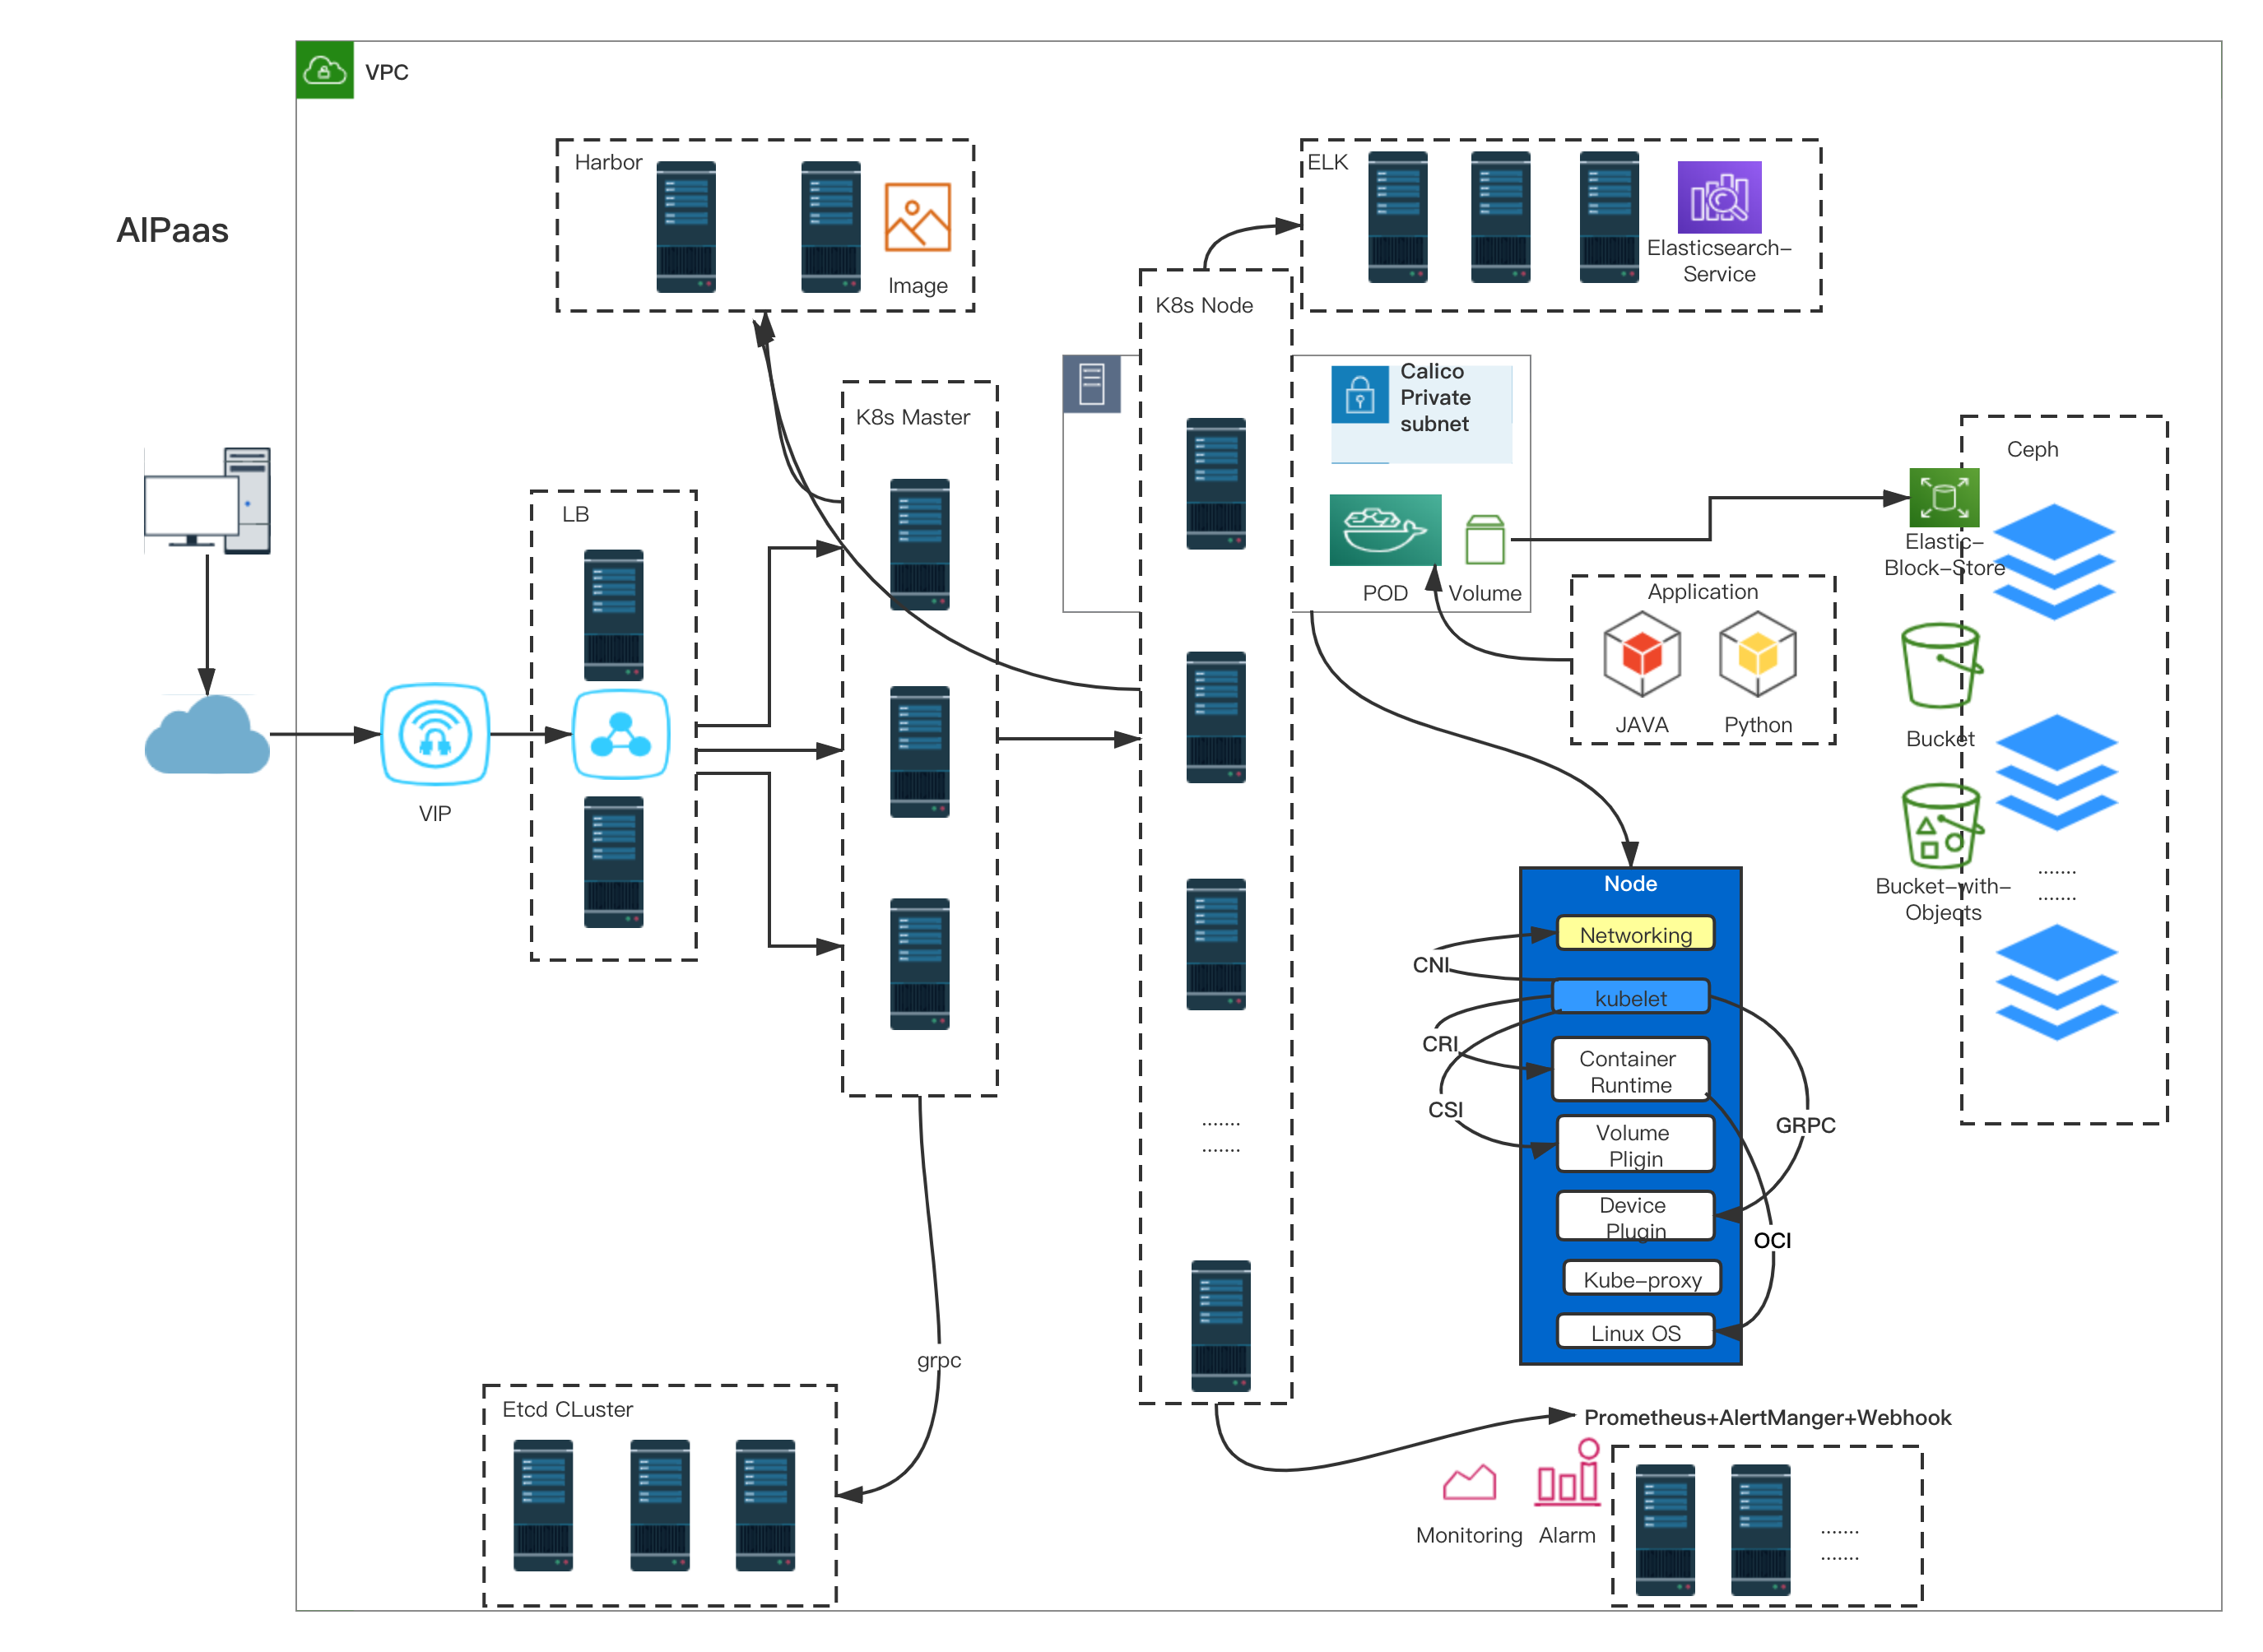 VPC
AIPaas
Harbor
Image
ELK
Elasticsearch-
Service
K8s Node
Calico
Private
subnet
K8s Master
LB
POD
Volume
Ceph
Elastic-
Block-Store
Application
JAVA
Python
Bucket
Bucket-with-
Objects
.......
.......
VIP
Node
Networking
CNI
kubelet
CRI
Container
Runtime
CSI
Volume
Pligin
GRPC
Device
Plugin
OCI
Kube-proxy
Linux OS
.......
.......
grpc
Etcd CLuster
Prometheus+AlertManger+Webhook
Monitoring
Alarm
.......
.......